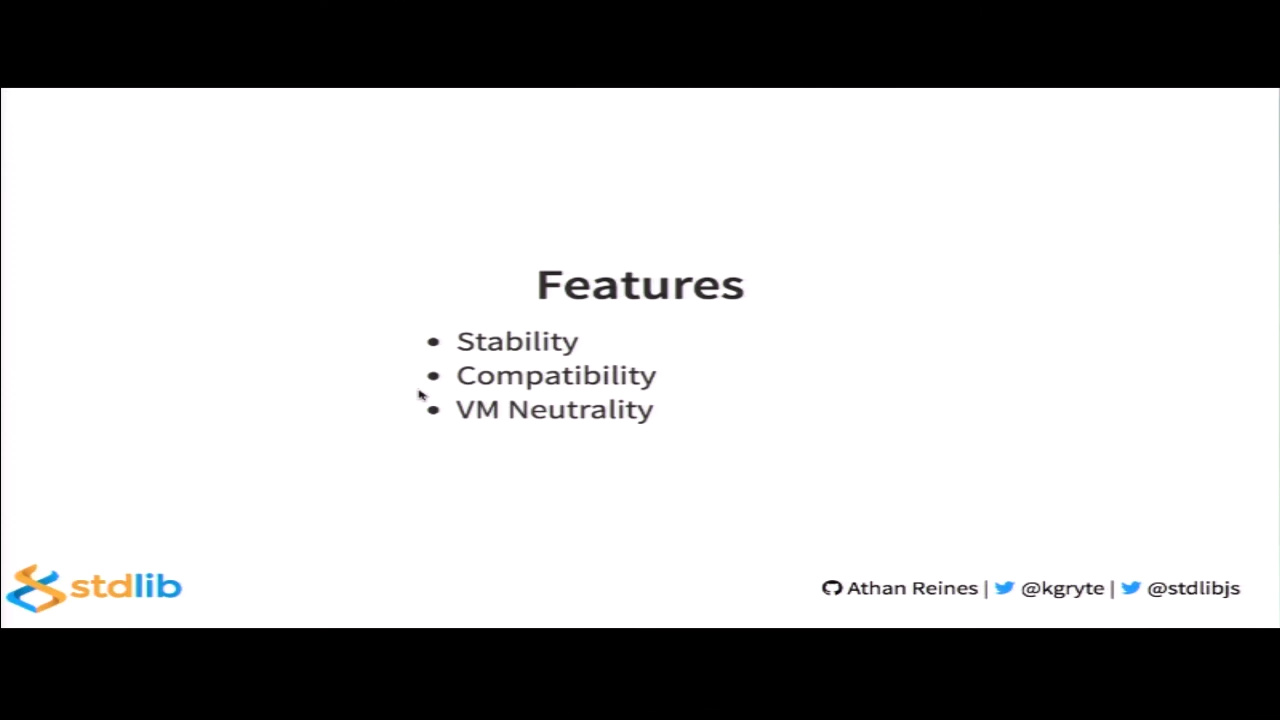 Features
Stability
Compatibility
VM Neutrality
stdlib
Athan Reines | @kgryte | @stdlibjs